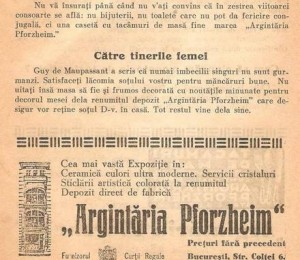 Nu vă însurați până când nu v'ați convins că în zestrea viitoarei
consoarte se află: nu bijuterii, nu toalete care nu pot da fericire con-
jugală, ci una casetă cu tacâmuri de masă fine marca „Argintăria
Pforzheim".
Către tinerile femei
Guy de Maupassant a scris că numai imbecilii singuri nu sunt gur-
manzi. Satisfaceți lăcomia soțului vostru pentru mâncări bune. Nu
uitați însă masa să fie și frumos decorată cu noutățile minunate pentru
decorul mesei dela renumitul depozit „Argintăria Pforzheim" care de-
sigur vor reține soțul D-v. în casă. Tot restul vine dela sine.
Cea mai vastă Expoziție in:
Ceramică culori ultra moderne. Servicii cristaluri
Sticlării artistică colorată la renumitul
Depozit direct de fabrică
„Argintăria Pforzheim"
Prețuri fără precedent
Furnizorul Curții Regale
București, Str. Colței 6.